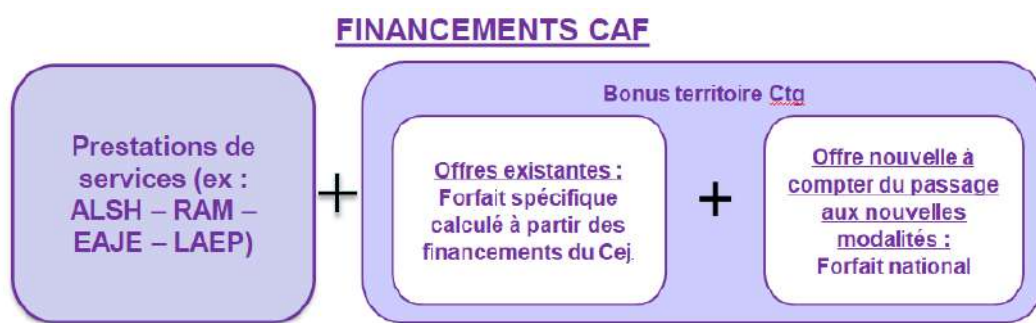 FINANCEMENTS CAF
Prestations de
services (ex :
ALSH – RAM –
EAJE – LAEP)
+
Bonus territoire Ctg
Offres existantes :
Forfait spécifique
calculé à partir des
financements du Cej.
+
Offre nouvelle à
compter du passage
aux nouvelles
modalités :
Forfait national